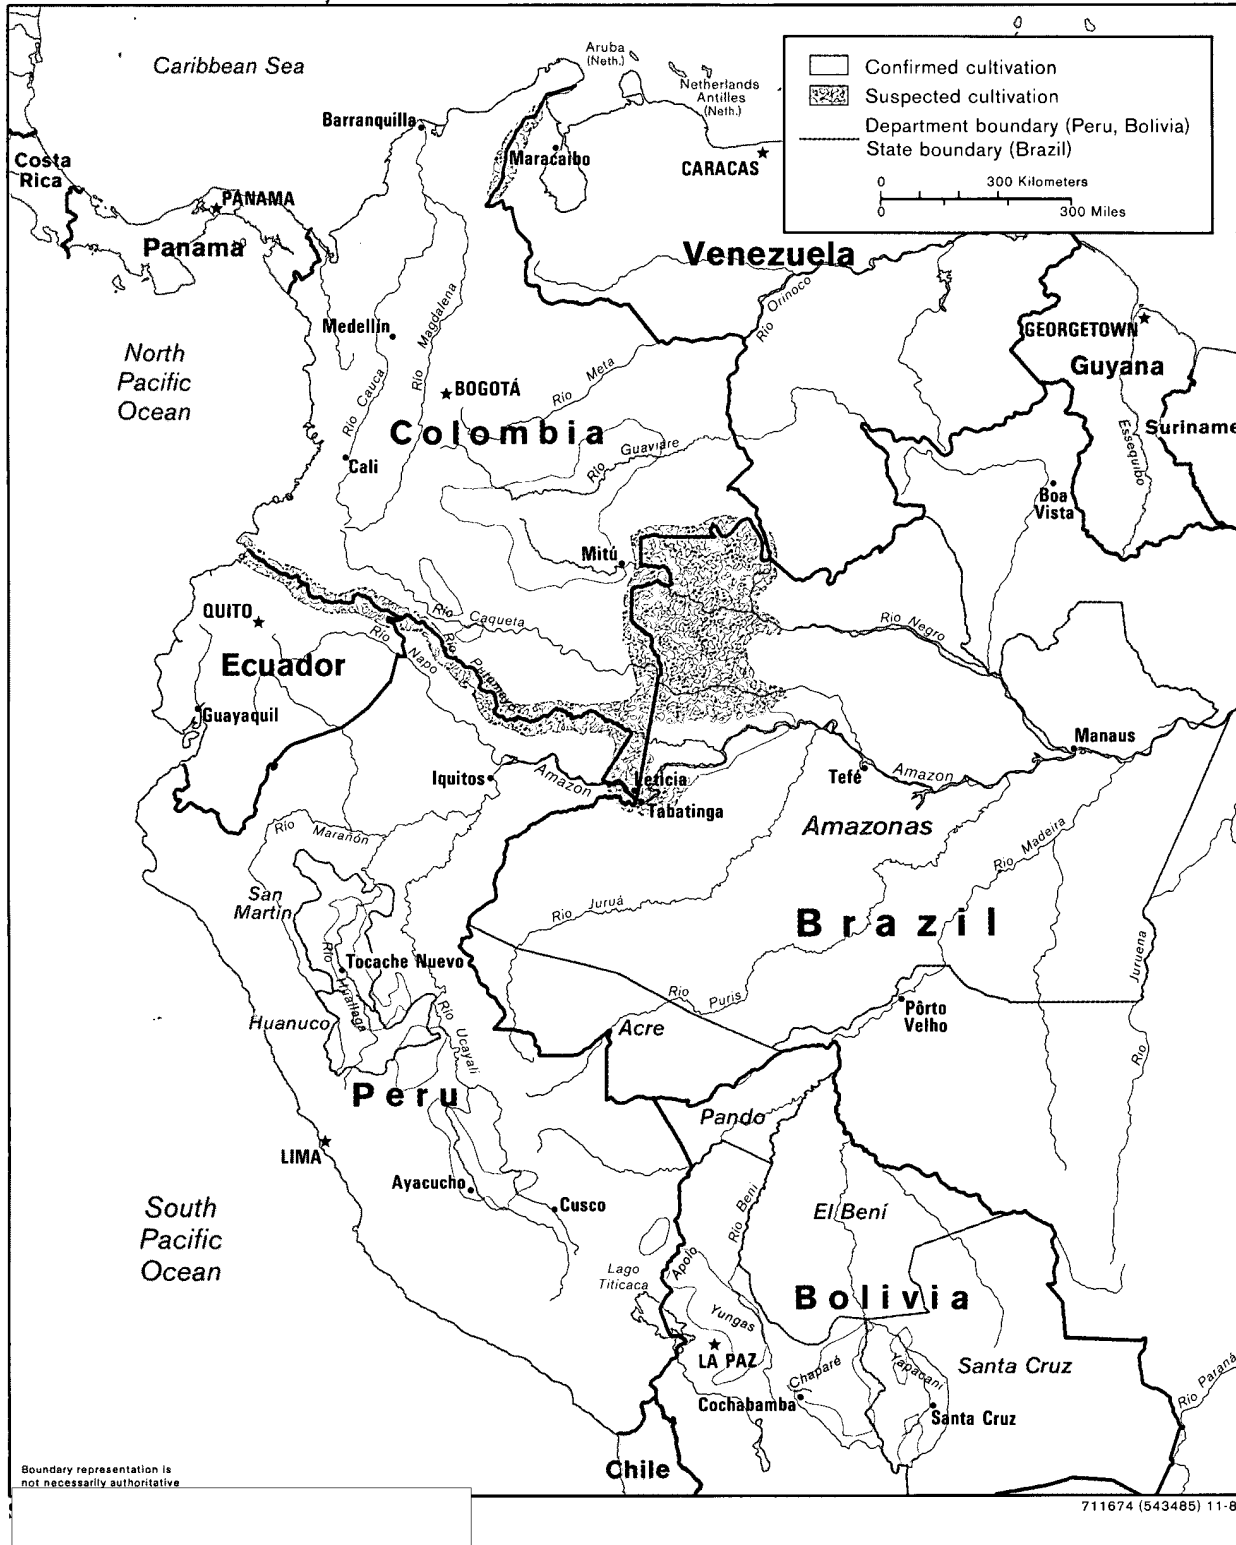 Caribbean Sea
Aruba
(Neth.)
Netherlands
Antilles
(Neth.)
Confirmed cultivation
Suspected cultivation
Department boundary (Peru, Bolivia)
State boundary (Brazil)
0 300 Kilometers
0 300 Miles
Barranquilla
Maracaibo
CARACAS
Costa
Rica
PANAMA
Panama
Venezuela
Rio Orinoco
Medellín
Rio Magdalena
GEORGETOWN
Guyana
North
Pacific
Ocean
Rio Cauca
BOGOTÁ
Rio Meta
Colombia
Rio Guaviare
Suriname
Essequibo
Cali
Boa
Vista
Mitú
QUITO
Rio Caqueta
Rio Negro
Rio Napo
Rio Putumayo
Ecuador
Guayaquil
Manaus
Iquitos
Amazon
Leticia
Tabatinga
Tefé
Amazon
Amazonas
Rio Marañón
Rio Madeira
San
Martin
Rio Juruá
Brazil
Rio Huallaga
Tocache Nuevo
Juruena
Rio
Rio Puris
Pôrto
Velho
Huanuco
Rio Ucayali
Acre
Peru
Pando
LIMA
Ayacucho
Cusco
Rio Beni
El Bení
South
Pacific
Ocean
Lago
Titicaca
Apolo
Bolivia
Yungas
LA PAZ
Chaparé
Yapacani
Santa Cruz
Rio Paraná
Cochabamba
Santa Cruz
Chile
Boundary representation is
not necessarily authoritative
711674 (543485) 11-8